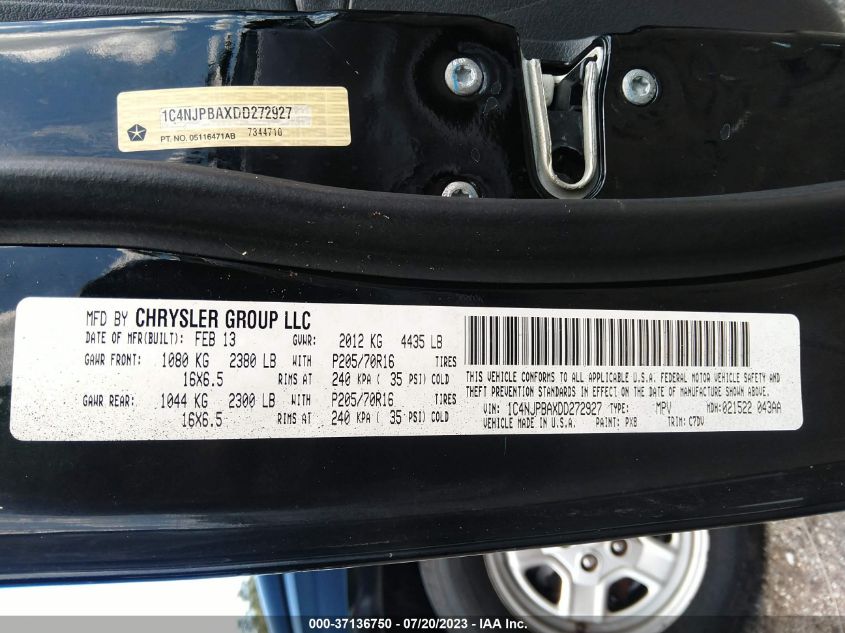 1C4NJPBAXDD272927
PT. NO. 05116471AB 7344710
MFD BY CHRYSLER GROUP LLC
DATE OF MFR(BUILT): FEB 13 GVWR: 2012 KG 4435 LB
GAWR FRONT: 1080 KG 2380 LB WITH P205/70R16 TIRES
16X6.5 RIMS AT 240 KPA ( 35 PSI) COLD
GAWR REAR: 1044 KG 2300 LB WITH P205/70R16 TIRES
16X6.5 RIMS AT 240 KPA ( 35 PSI) COLD
THIS VEHICLE CONFORMS TO ALL APPLICABLE U.S.A. FEDERAL MOTOR VEHICLE SAFETY AND
THEFT PREVENTION STANDARDS IN EFFECT ON THE DATE OF MANUFACTURE SHOWN ABOVE.
VIN: 1C4NJPBAXDD272927 TYPE: MPV MDH: 021522 043AA
VEHICLE MADE IN U.S.A. PAINT: PX8 TRIM: C7DV
000-37136750 - 07/20/2023 - IAA Inc.